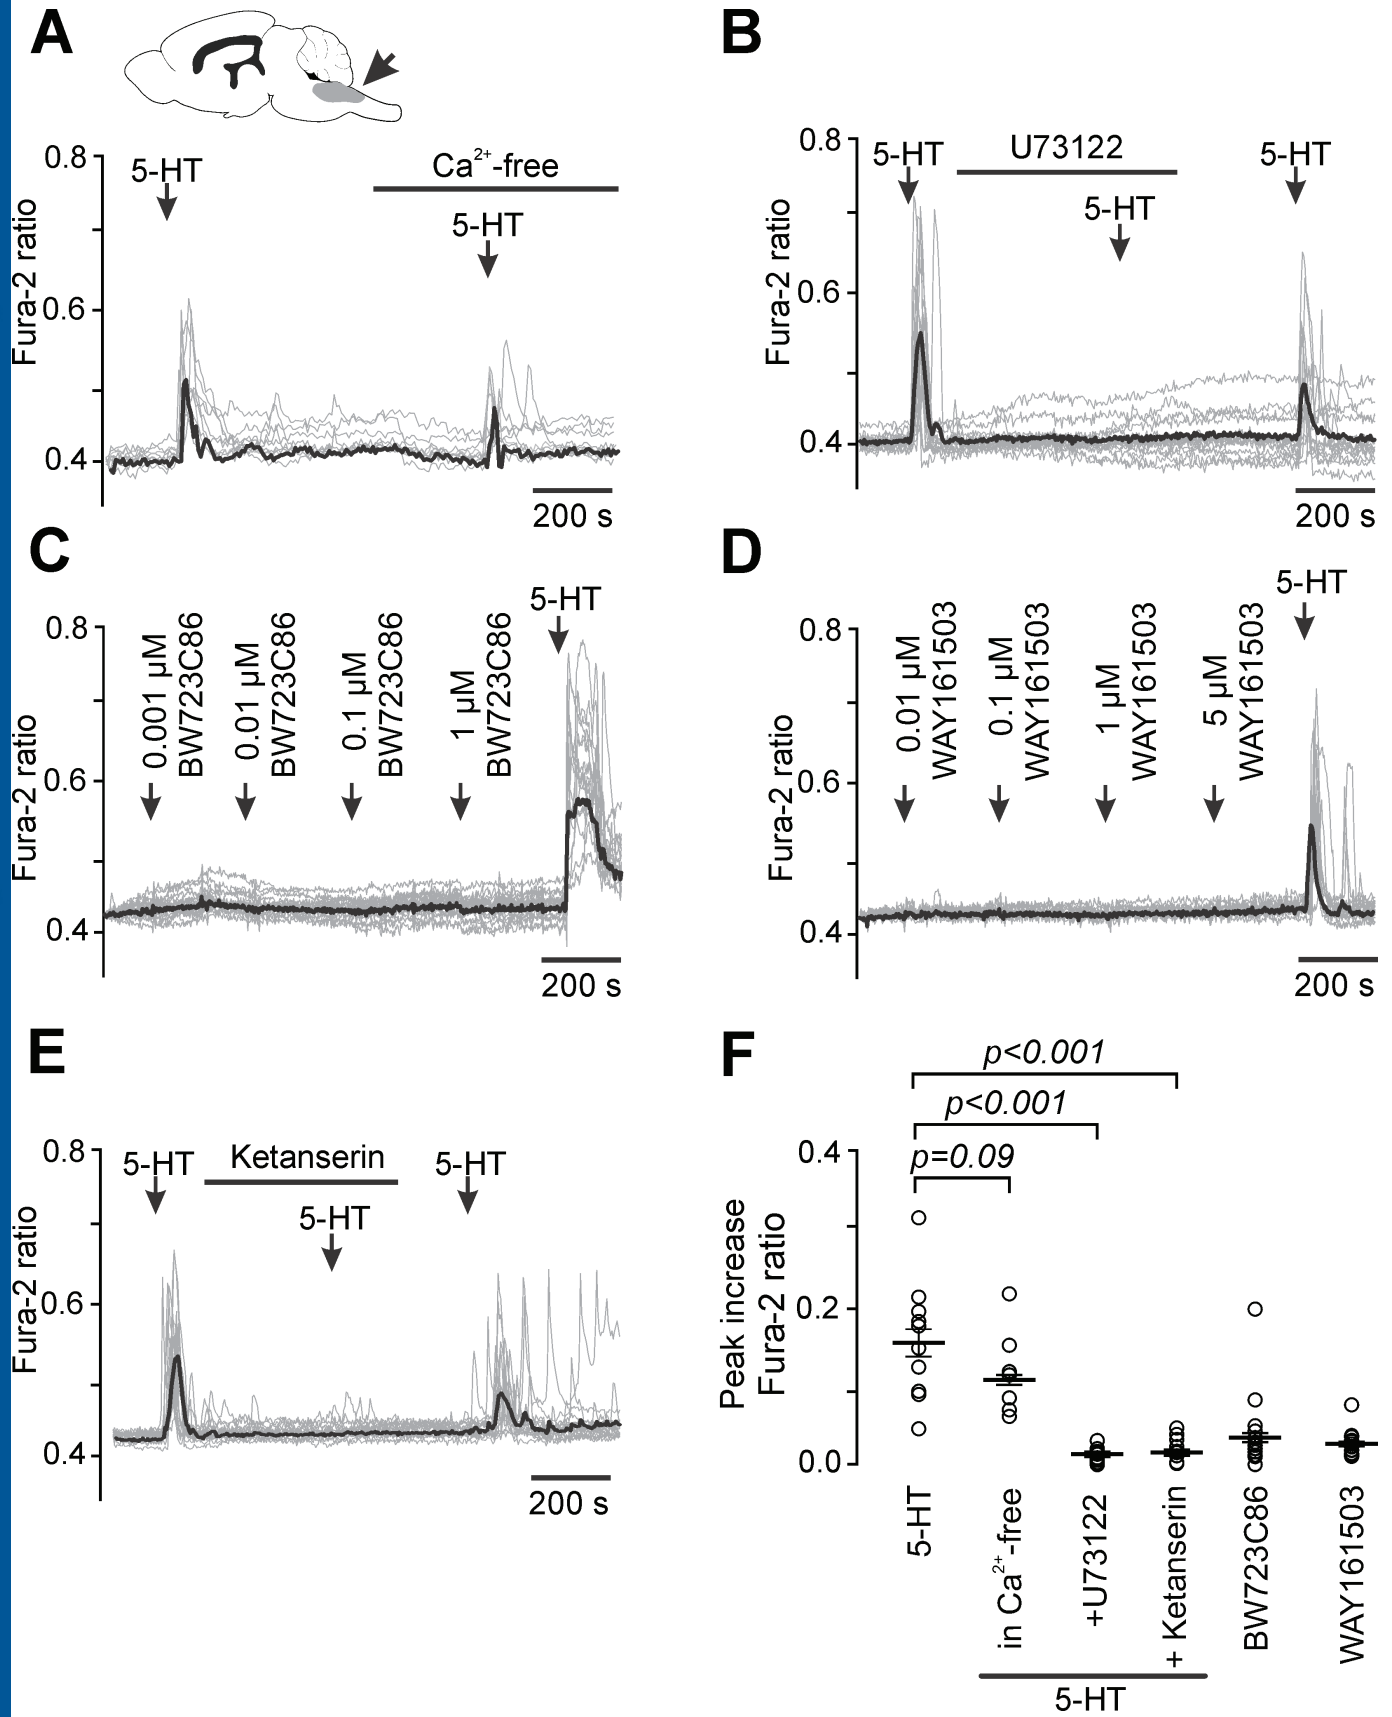 A
0.8
5-HT
Ca2+-free
5-HT
Fura-2 ratio
0.6
0.4
200 s
B
0.8
5-HT
U73122
5-HT
5-HT
Fura-2 ratio
0.6
0.4
200 s
C
5-HT
0.8
0.001 µM
BW723C86
0.01 µM
BW723C86
0.1 µM
BW723C86
1 µM
BW723C86
Fura-2 ratio
0.6
0.4
200 s
D
5-HT
0.8
0.01 µM
WAY161503
0.1 µM
WAY161503
1 µM
WAY161503
5 µM
WAY161503
Fura-2 ratio
0.6
0.4
200 s
E
0.8
5-HT
Ketanserin
5-HT
5-HT
Fura-2 ratio
0.6
0.4
200 s
F
p<0.001
p<0.001
p=0.09
0.4
Peak increase
Fura-2 ratio
0.2
0.0
5-HT
in Ca2+-free
+U73122
+ Ketanserin
BW723C86
WAY161503
5-HT